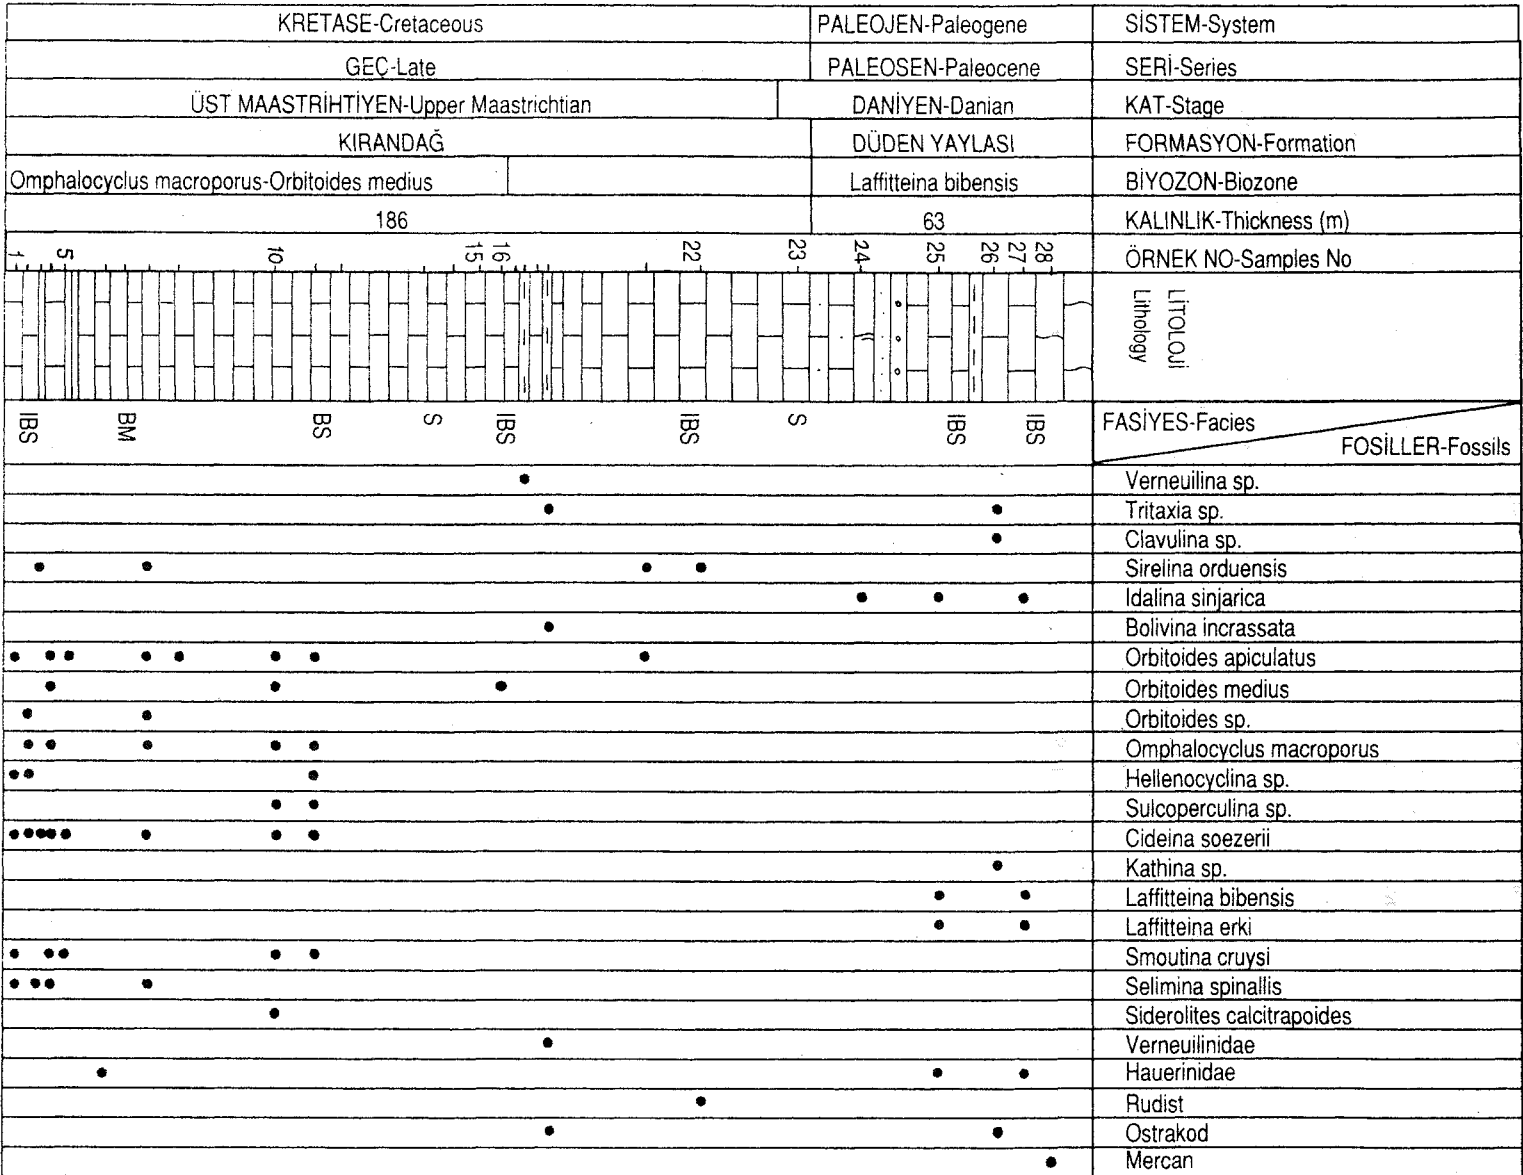 KRETASE-Cretaceous PALEOJEN-Paleogene SİSTEM-System
GEÇ-Late PALEOSEN-Paleocene SERİ-Series
ÜST MAASTRİHTİYEN-Upper Maastrichtian DANİYEN-Danian KAT-Stage
KIRANDAĞ DÜDEN YAYLASI FORMASYON-Formation
Omphalocyclus macroporus-Orbitoides medius Laffitteina bibensis BİYOZON-Biozone
186 63 KALINLIK-Thickness (m)
1 5 10 15 16 22 23 24 25 26 27 28 ÖRNEK NO-Samples No
LİTOLOJİ
Lithology
İBS BM BS S İBS İBS S İBS İBS FASİYES-Facies
FOSİLLER-Fossils
Verneuilina sp.
Tritaxia sp.
Clavulina sp.
Sirelina orduensis
Idalina sinjarica
Bolivina incrassata
Orbitoides apiculatus
Orbitoides medius
Orbitoides sp.
Omphalocyclus macroporus
Hellenocyclina sp.
Sulcoperculina sp.
Cideina soezerii
Kathina sp.
Laffitteina bibensis
Laffitteina erki
Smoutina cruysi
Selimina spinallis
Siderolites calcitrapoides
Verneuilinidae
Hauerinidae
Rudist
Ostrakod
Mercan